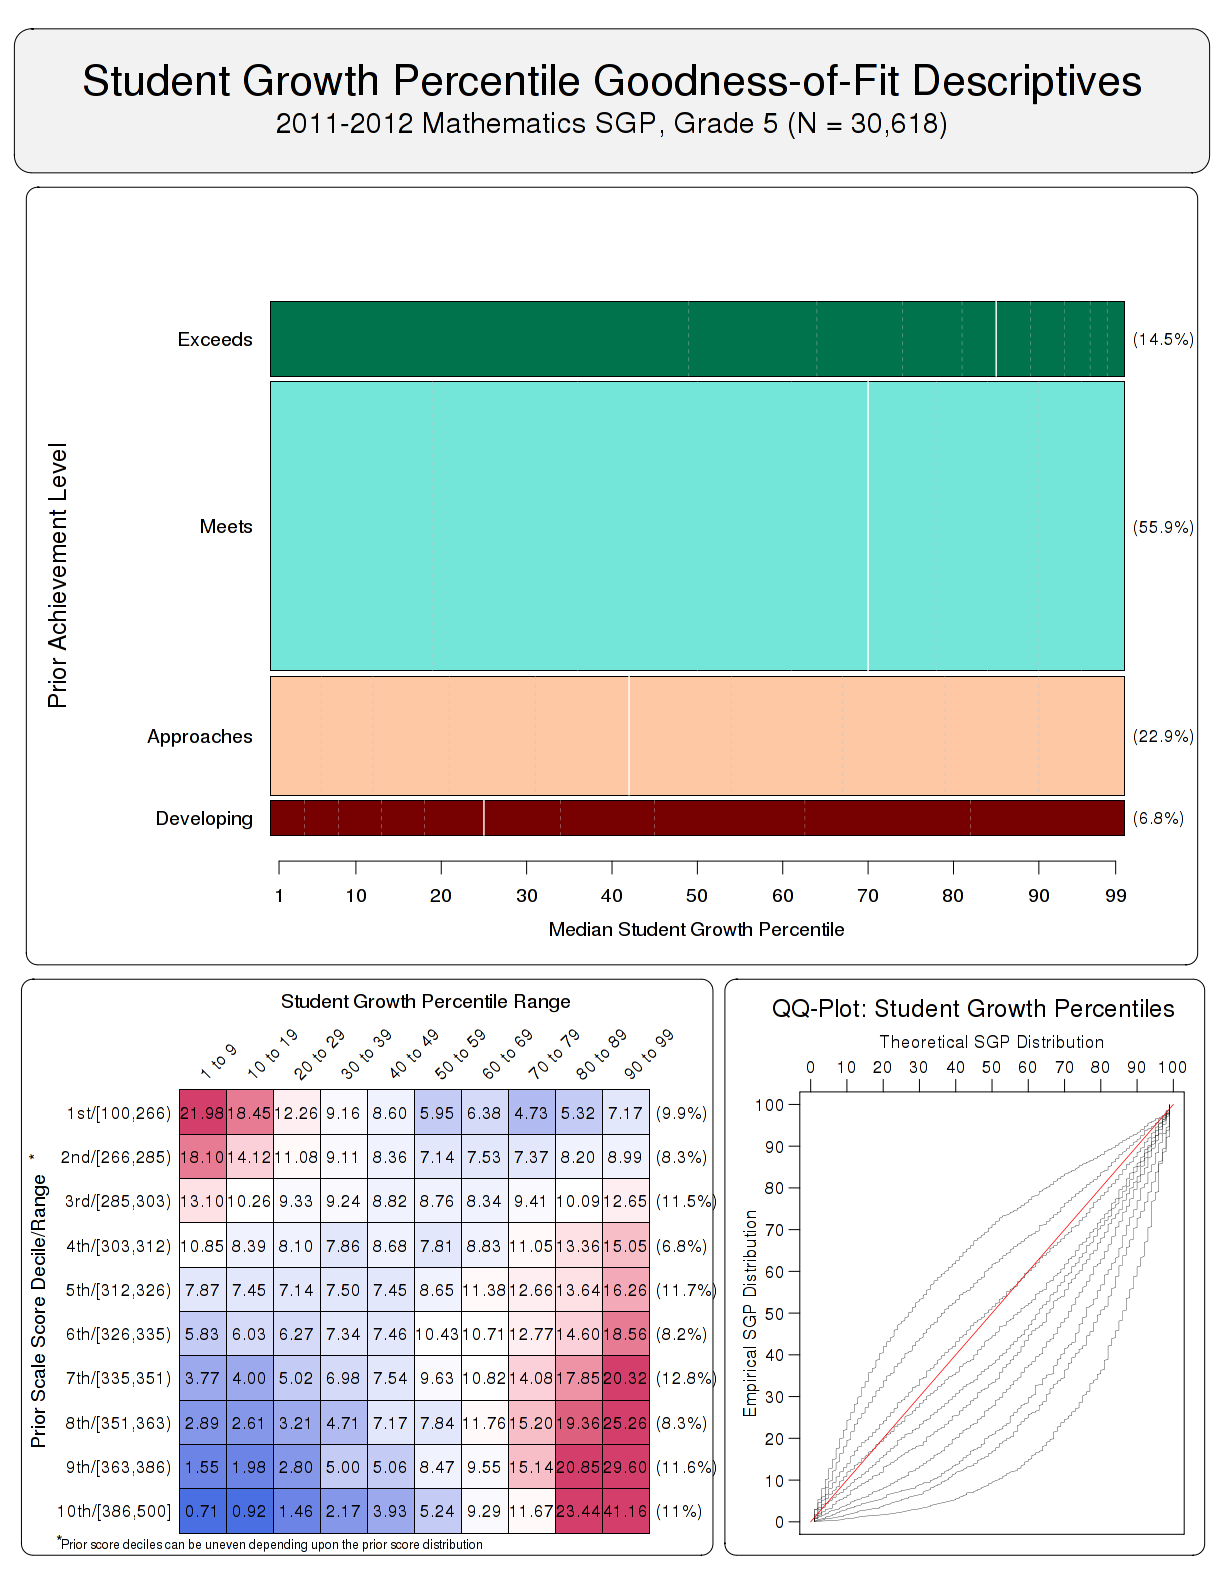 Student Growth Percentile Goodness-of-Fit Descriptives
2011-2012 Mathematics SGP, Grade 5 (N = 30,618)
Prior Achievement Level
Exceeds (14.5%)
Meets (55.9%)
Approaches (22.9%)
Developing (6.8%)
1 10 20 30 40 50 60 70 80 90 99
Median Student Growth Percentile
Student Growth Percentile Range
1 to 9 10 to 19 20 to 29 30 to 39 40 to 49 50 to 59 60 to 69 70 to 79 80 to 89 90 to 99
Prior Scale Score Decile/Range *
1st/[100,266) 21.98 18.45 12.26 9.16 8.60 5.95 6.38 4.73 5.32 7.17 (9.9%)
2nd/[266,285) 18.10 14.12 11.08 9.11 8.36 7.14 7.53 7.37 8.20 8.99 (8.3%)
3rd/[285,303) 13.10 10.26 9.33 9.24 8.82 8.76 8.34 9.41 10.09 12.65 (11.5%)
4th/[303,312) 10.85 8.39 8.10 7.86 8.68 7.81 8.83 11.05 13.36 15.05 (6.8%)
5th/[312,326) 7.87 7.45 7.14 7.50 7.45 8.65 11.38 12.66 13.64 16.26 (11.7%)
6th/[326,335) 5.83 6.03 6.27 7.34 7.46 10.43 10.71 12.77 14.60 18.56 (8.2%)
7th/[335,351) 3.77 4.00 5.02 6.98 7.54 9.63 10.82 14.08 17.85 20.32 (12.8%)
8th/[351,363) 2.89 2.61 3.21 4.71 7.17 7.84 11.76 15.20 19.36 25.26 (8.3%)
9th/[363,386) 1.55 1.98 2.80 5.00 5.06 8.47 9.55 15.14 20.85 29.60 (11.6%)
10th/[386,500] 0.71 0.92 1.46 2.17 3.93 5.24 9.29 11.67 23.44 41.16 (11%)
*Prior score deciles can be uneven depending upon the prior score distribution
QQ-Plot: Student Growth Percentiles
Theoretical SGP Distribution
0 10 20 30 40 50 60 70 80 90 100
Empirical SGP Distribution
100
90
80
70
60
50
40
30
20
10
0